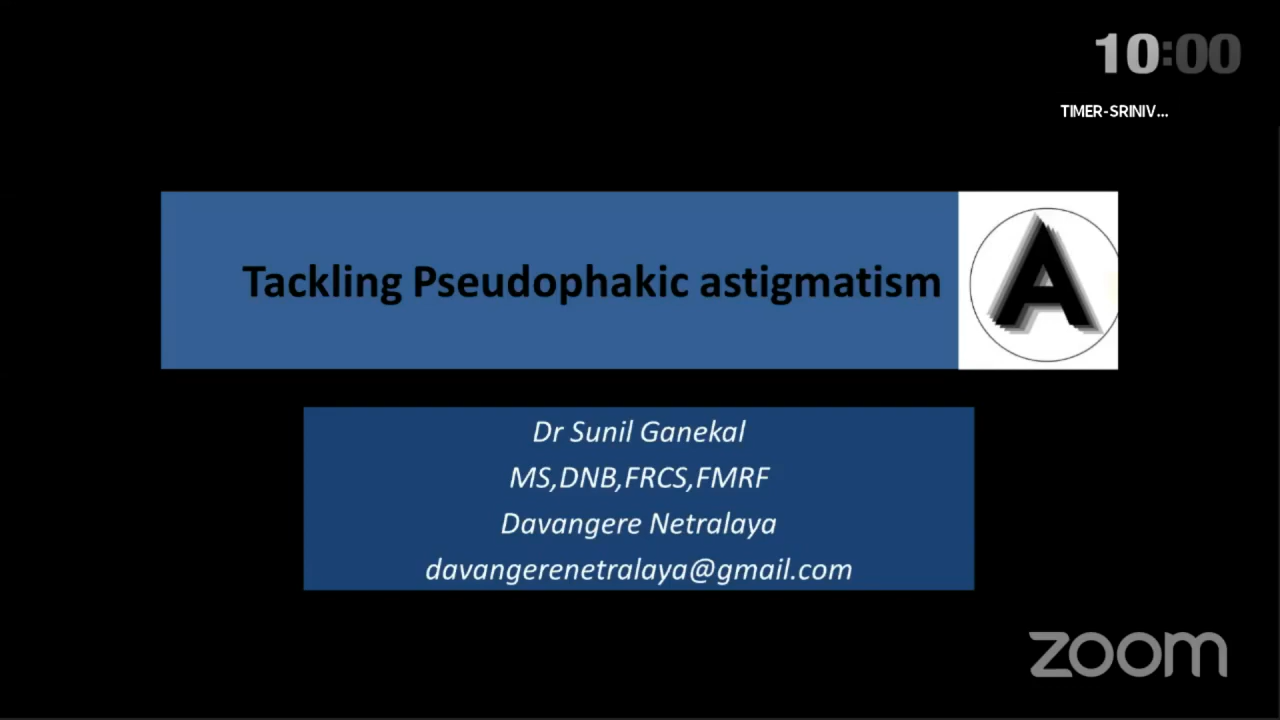 10:00
TIMER-SRINIV...
Tackling Pseudophakic astigmatism
A
Dr Sunil Ganekal
MS,DNB,FRCS,FMRF
Davangere Netralaya
davangerenetralaya@gmail.com
zoom